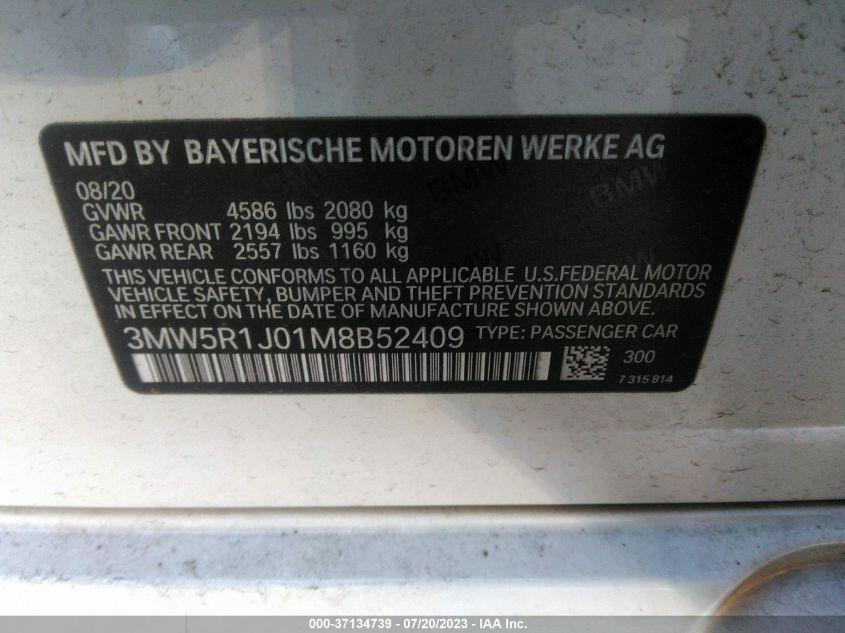 MFD BY BAYERISCHE MOTOREN WERKE AG
08/20
GVWR 4586 lbs 2080 kg
GAWR FRONT 2194 lbs 995 kg
GAWR REAR 2557 lbs 1160 kg
THIS VEHICLE CONFORMS TO ALL APPLICABLE U.S.FEDERAL MOTOR
VEHICLE SAFETY, BUMPER AND THEFT PREVENTION STANDARDS
IN EFFECT ON THE DATE OF MANUFACTURE SHOWN ABOVE.
3MW5R1J01M8B52409 TYPE: PASSENGER CAR
300
7 315 814
BMW
BMW
BMW
000-37134739 - 07/20/2023 - IAA Inc.